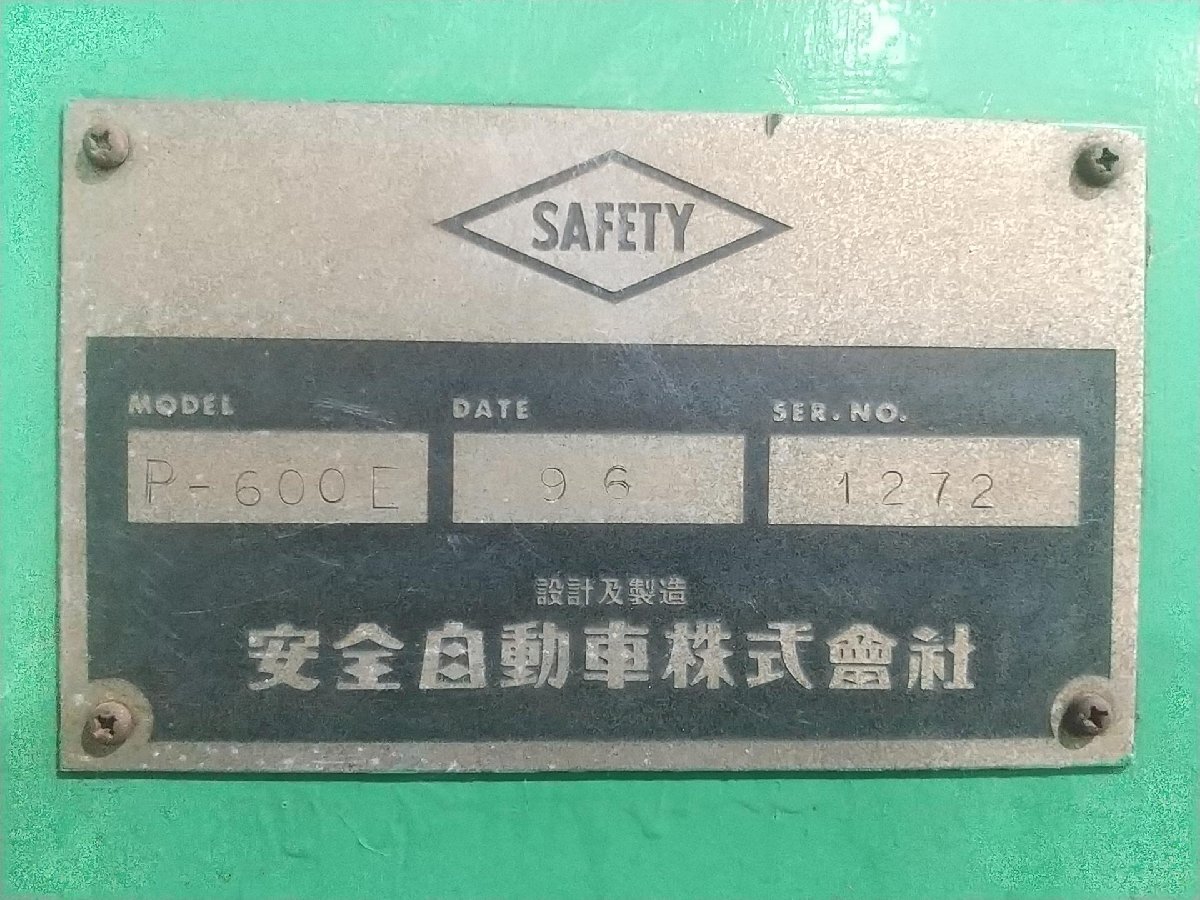 SAFETY
MODEL DATE SER. NO.
P-600E 96 1272
設計及製造
安全自動車株式會社